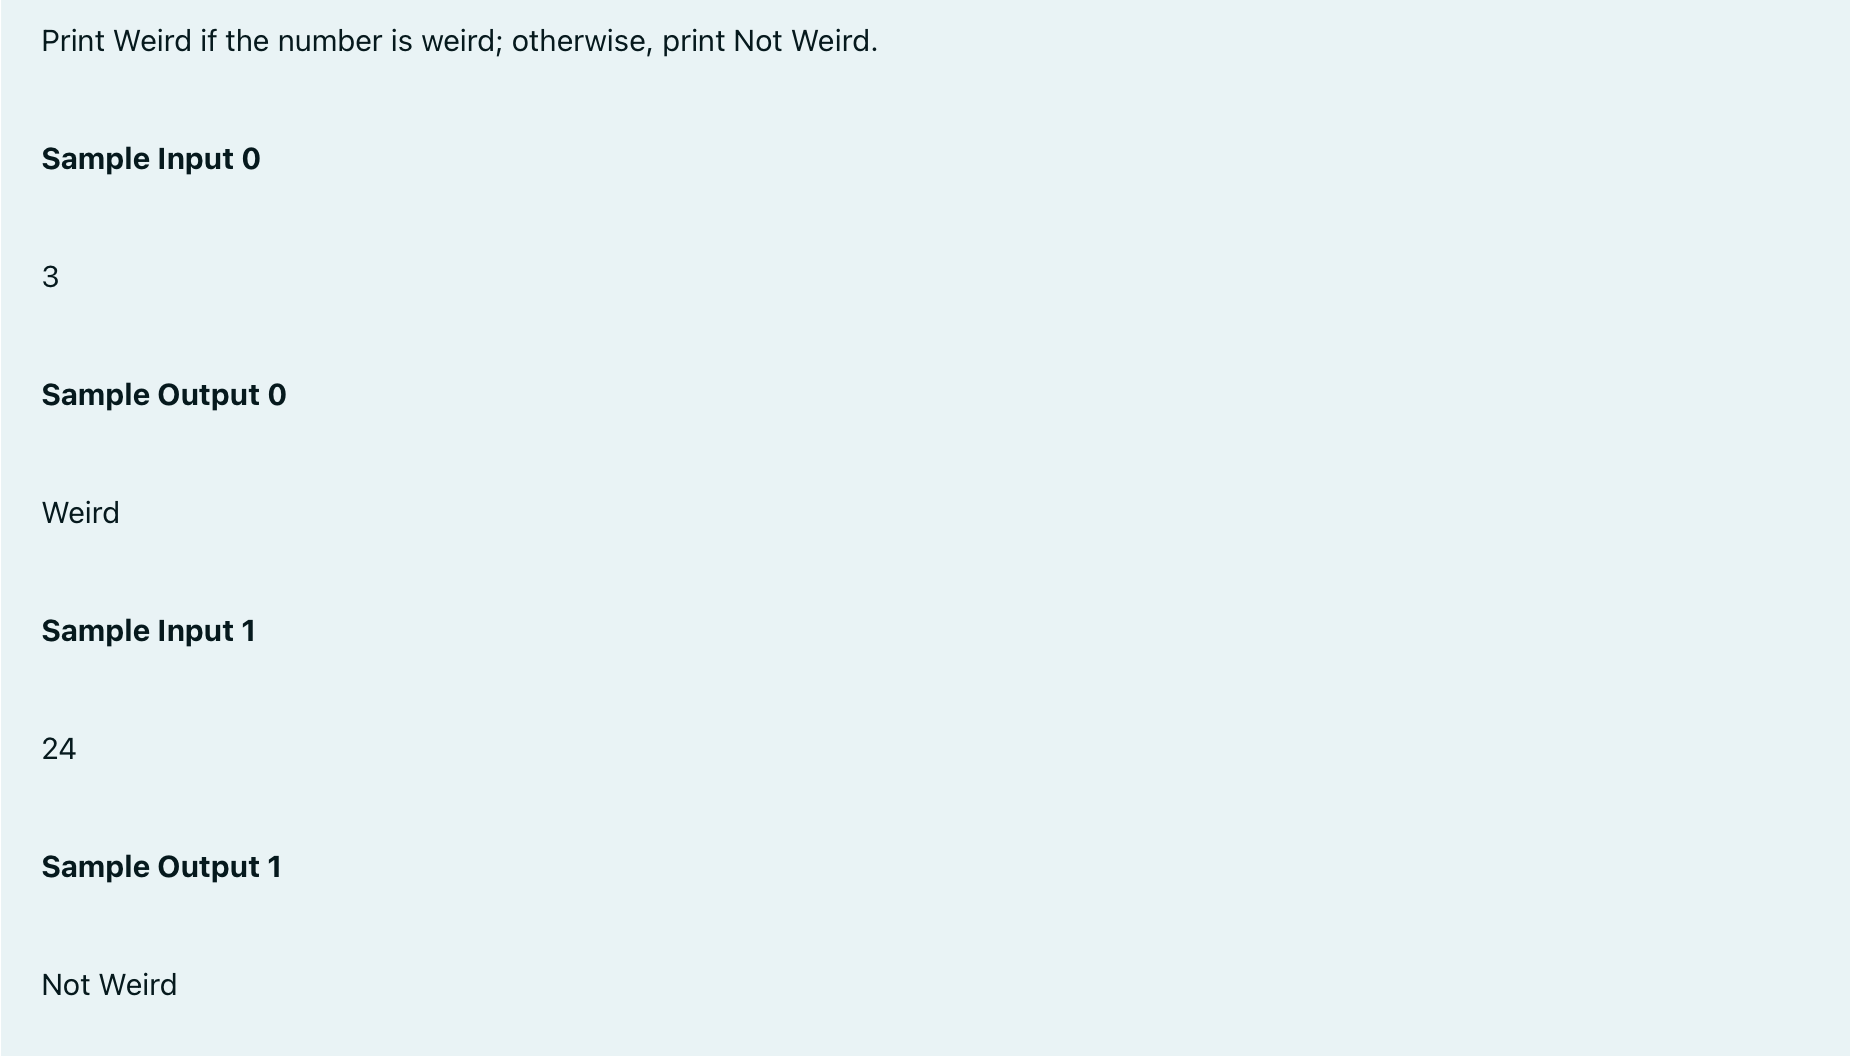 Print Weird if the number is weird; otherwise, print Not Weird.
Sample Input 0
3
Sample Output 0
Weird
Sample Input 1
24
Sample Output 1
Not Weird